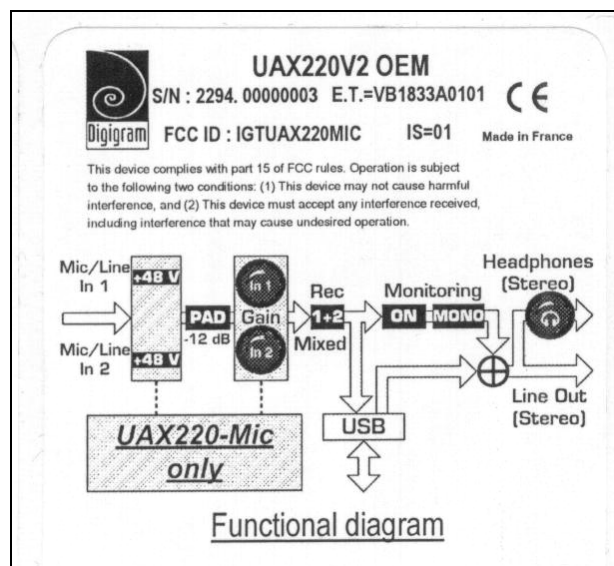 UAX220V2 OEM
S/N : 2294. 00000003 E.T.=VB1833A0101
Digigram
FCC ID : IGTUAX220MIC IS=01
CE
Made in France
This device complies with part 15 of FCC rules. Operation is subject
to the following two conditions: (1) This device may not cause harmful
interference, and (2) This device must accept any interference received,
including interference that may cause undesired operation.
Mic/Line
In 1
+48 V
Mic/Line
In 2
+48 V
PAD
-12 dB
In 1
Gain
In 2
Rec
1+2
Mixed
Monitoring
ON MONO
Headphones
(Stereo)
Line Out
(Stereo)
USB
UAX220-Mic
only
Functional diagram